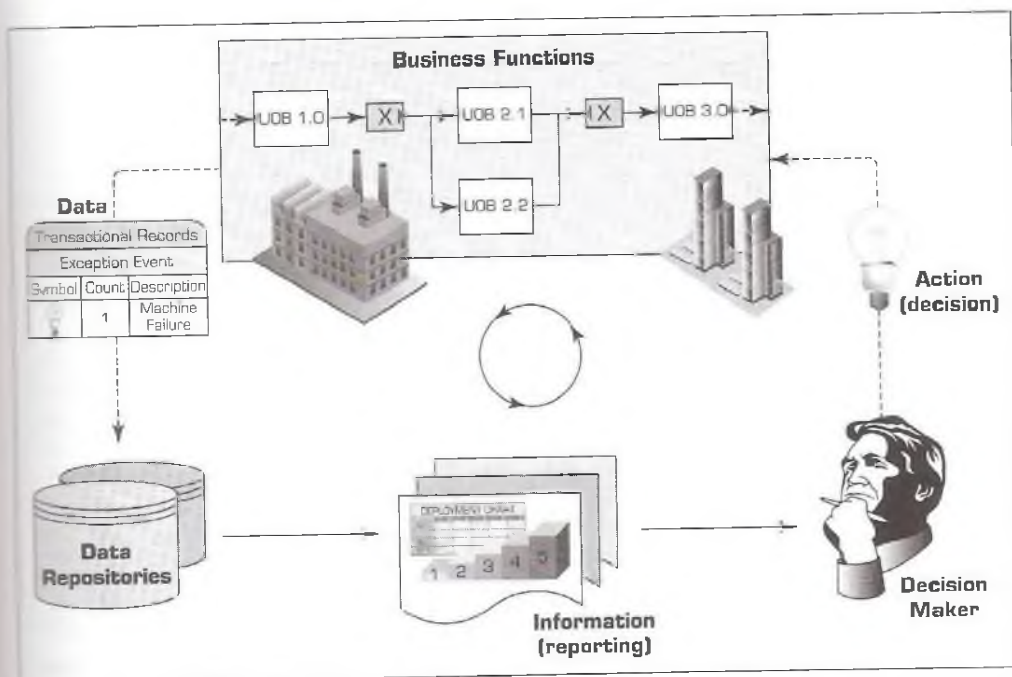 Business Functions
UOB 1.0
X
UOB 2.1
X
UOB 3.0
UOB 2.2
Data
Transactional Records
Exception Event
Symbol Count Description
1 Machine
Failure
Action
(decision)
Data
Repositories
DEPLOYMENT CHART
1 2 3 4 5
Information
(reporting)
Decision
Maker